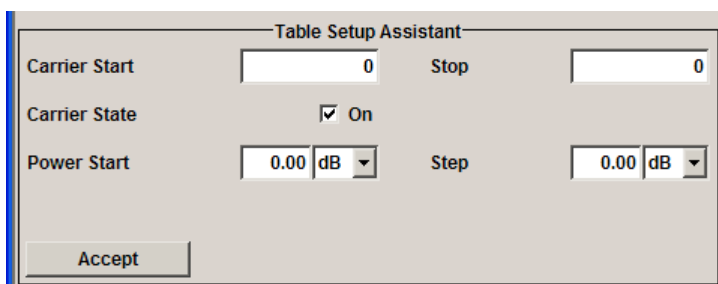 Table Setup Assistant
Carrier Start 0 Stop 0
Carrier State On
Power Start 0.00 dB Step 0.00 dB
Accept